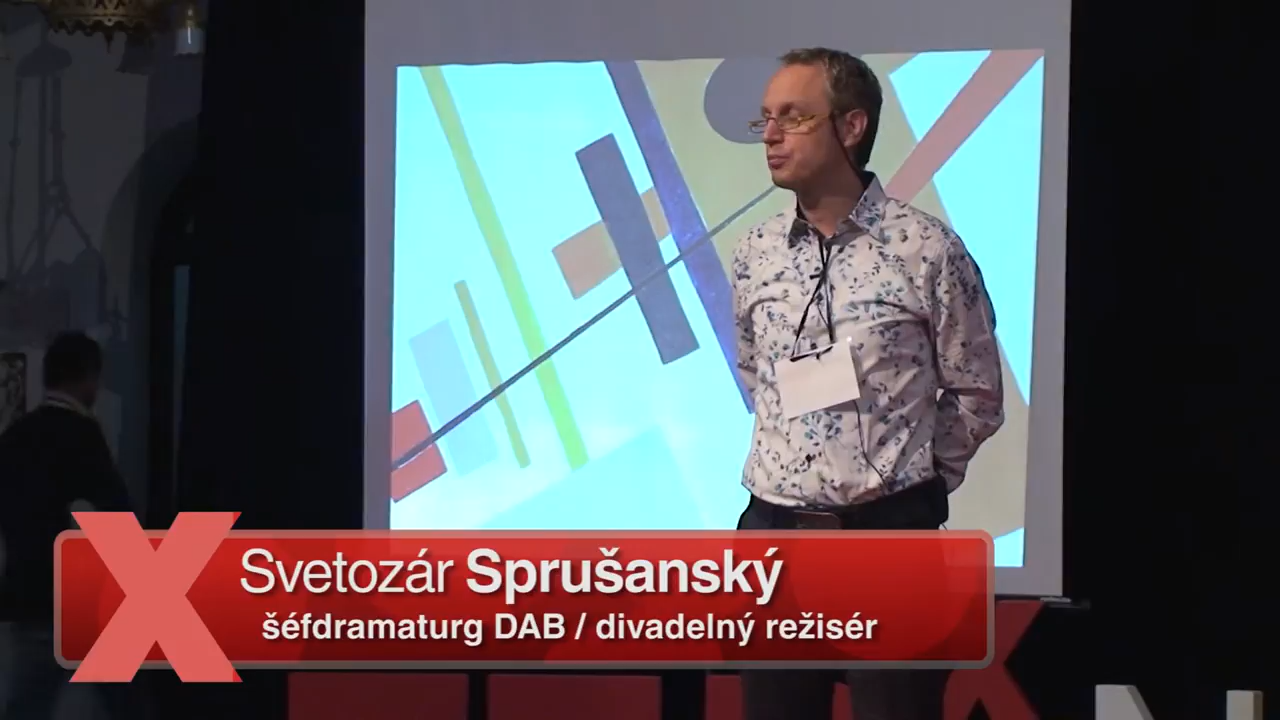 X
Svetozár Sprušanský
šéfdramaturg DAB / divadelný režisér